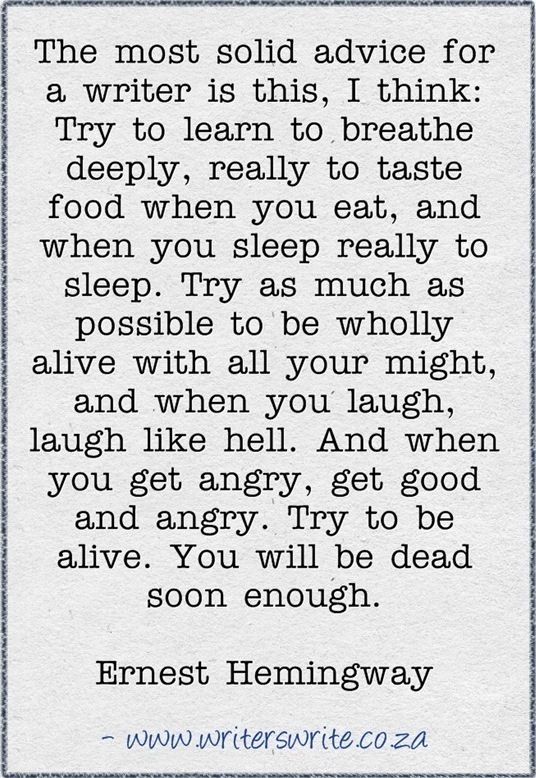 The most solid advice for
a writer is this, I think:
Try to learn to breathe
deeply, really to taste
food when you eat, and
when you sleep really to
sleep. Try as much as
possible to be wholly
alive with all your might,
and when you laugh,
laugh like hell. And when
you get angry, get good
and angry. Try to be
alive. You will be dead
soon enough.
Ernest Hemingway
- www.writerswrite.co.za